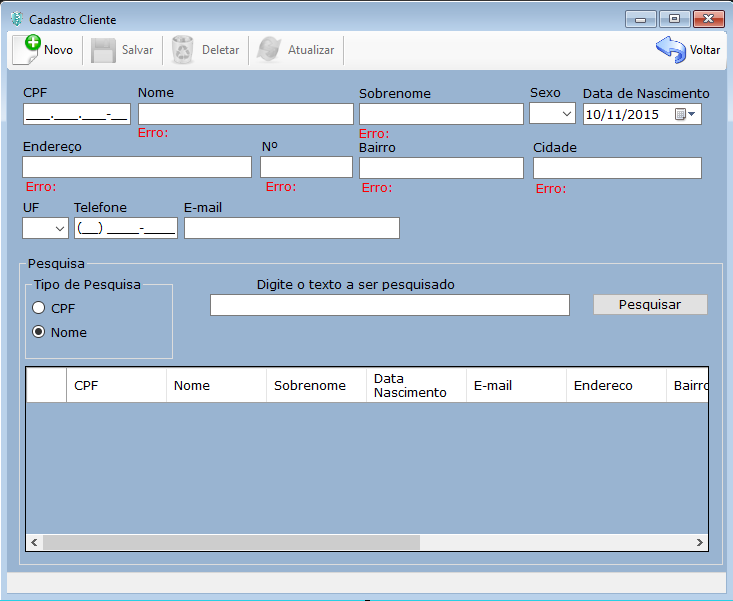 Cadastro Cliente
Novo Salvar Deletar Atualizar Voltar
CPF Nome Sobrenome Sexo Data de Nascimento
___.___.___-__ 10/11/2015
Erro: Erro:
Endereço Nº Bairro Cidade
Erro: Erro: Erro: Erro:
UF Telefone E-mail
(__) ____-____
Pesquisa
Tipo de Pesquisa Digite o texto a ser pesquisado
CPF Pesquisar
Nome
CPF Nome Sobrenome Data Nascimento E-mail Endereco Bairro